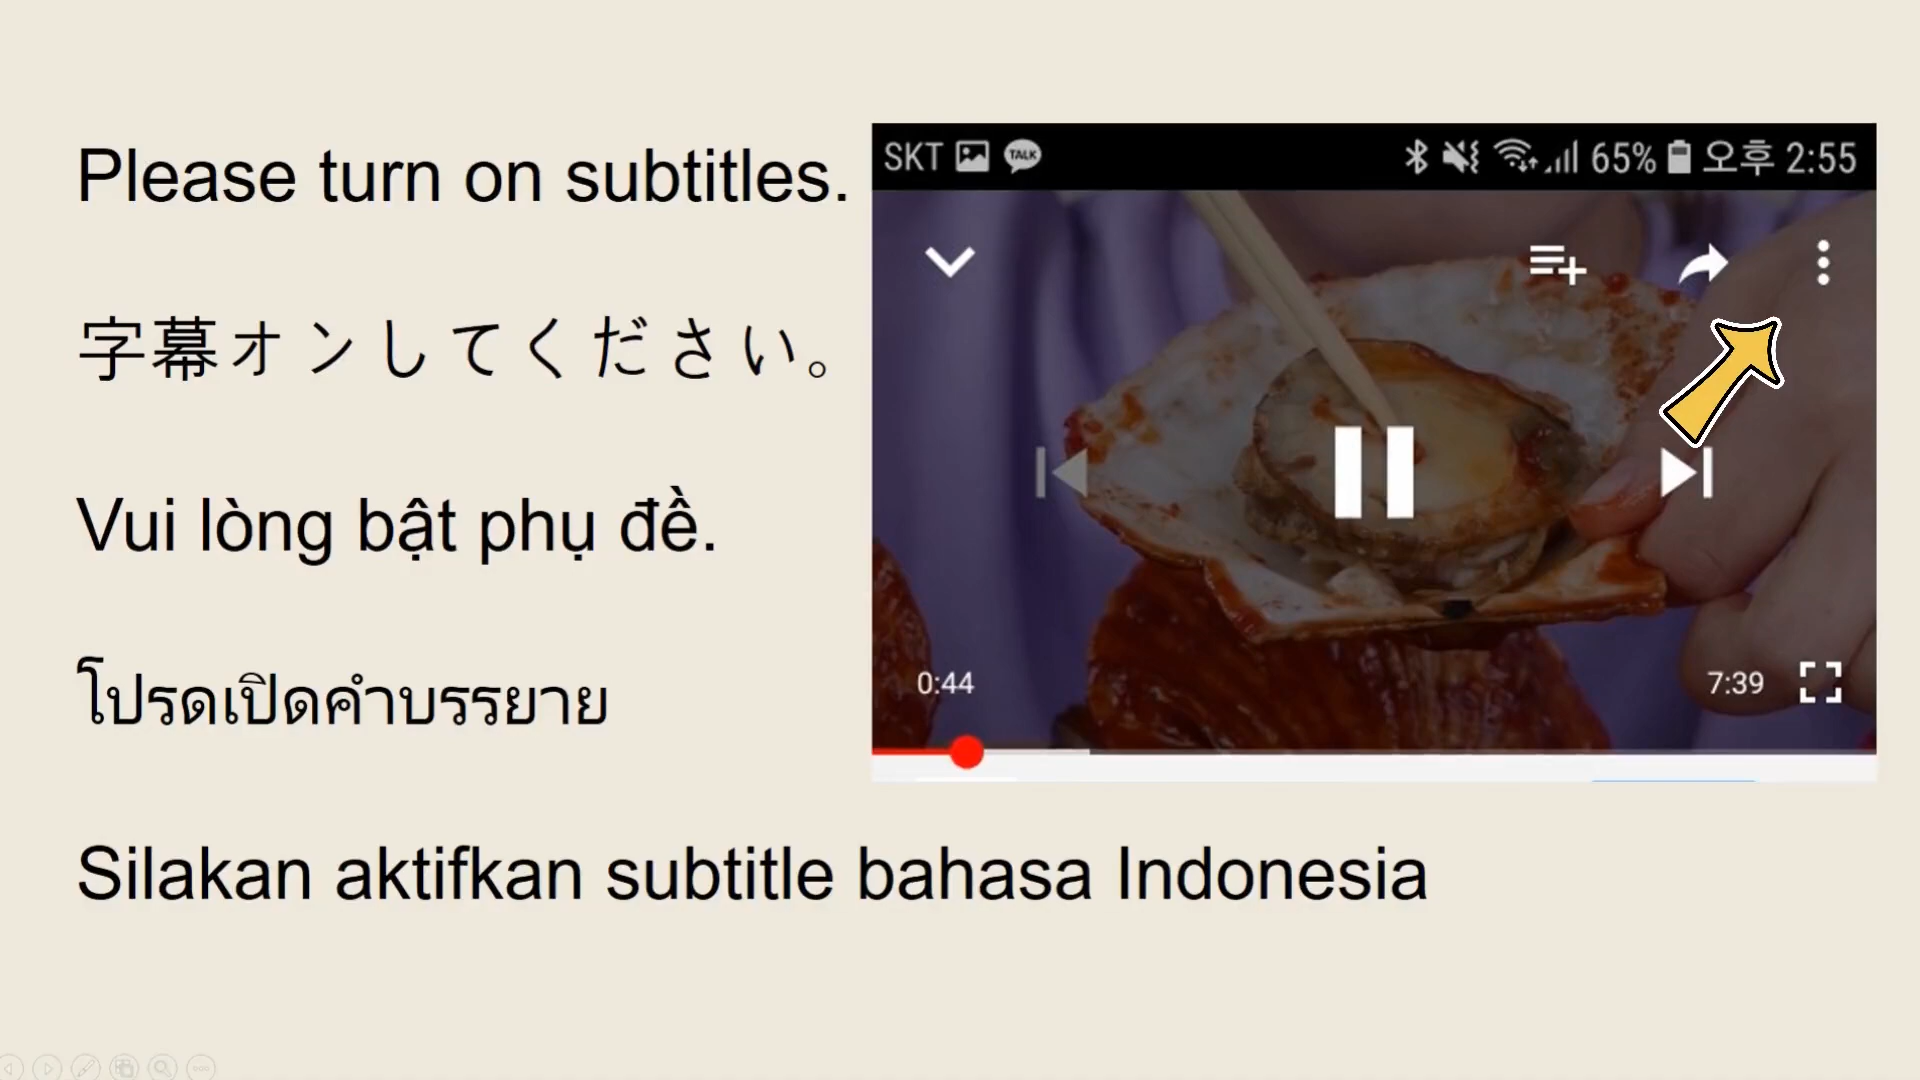 Please turn on subtitles.
字幕オンしてください。
Vui lòng bật phụ đề.
โปรดเปิดคำบรรยาย
Silakan aktifkan subtitle bahasa Indonesia
SKT TALK 65% 오후 2:55
0:44 7:39